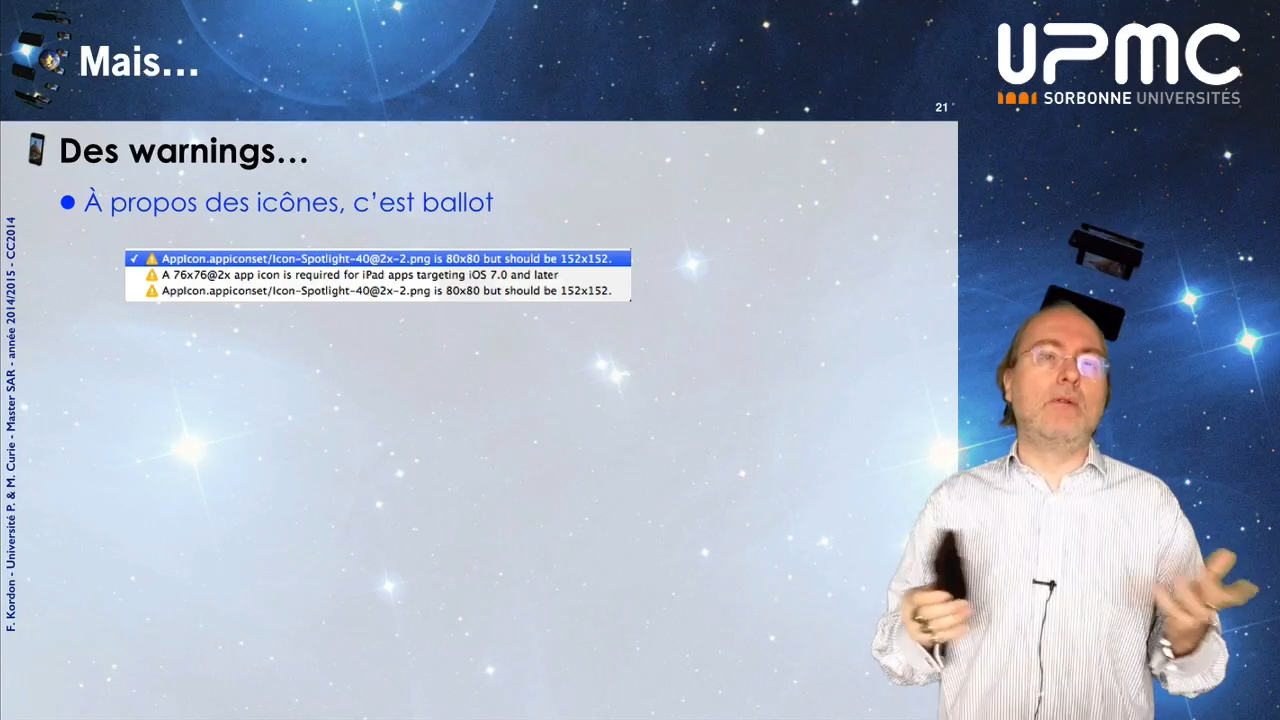 Mais...
UPMC
SORBONNE UNIVERSITÉS
21
Des warnings...
À propos des icônes, c'est ballot
AppIcon.appiconset/Icon-Spotlight-40@2x-2.png is 80x80 but should be 152x152.
A 76x76@2x app icon is required for iPad apps targeting iOS 7.0 and later
AppIcon.appiconset/Icon-Spotlight-40@2x-2.png is 80x80 but should be 152x152.
F. Kordon - Université P. & M. Curie - Master SAR - année 2014/2015 - CC2014